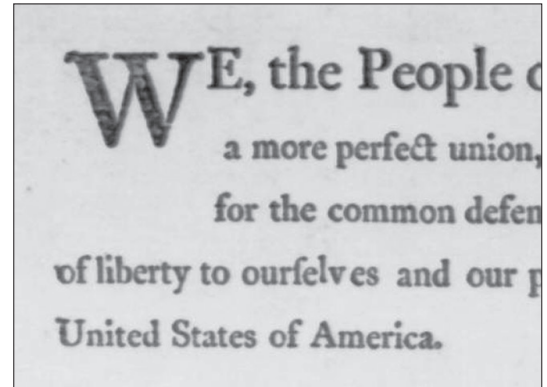 WE, the People o
a more perfect union,
for the common defen
of liberty to ourſelves and our p
United States of America.